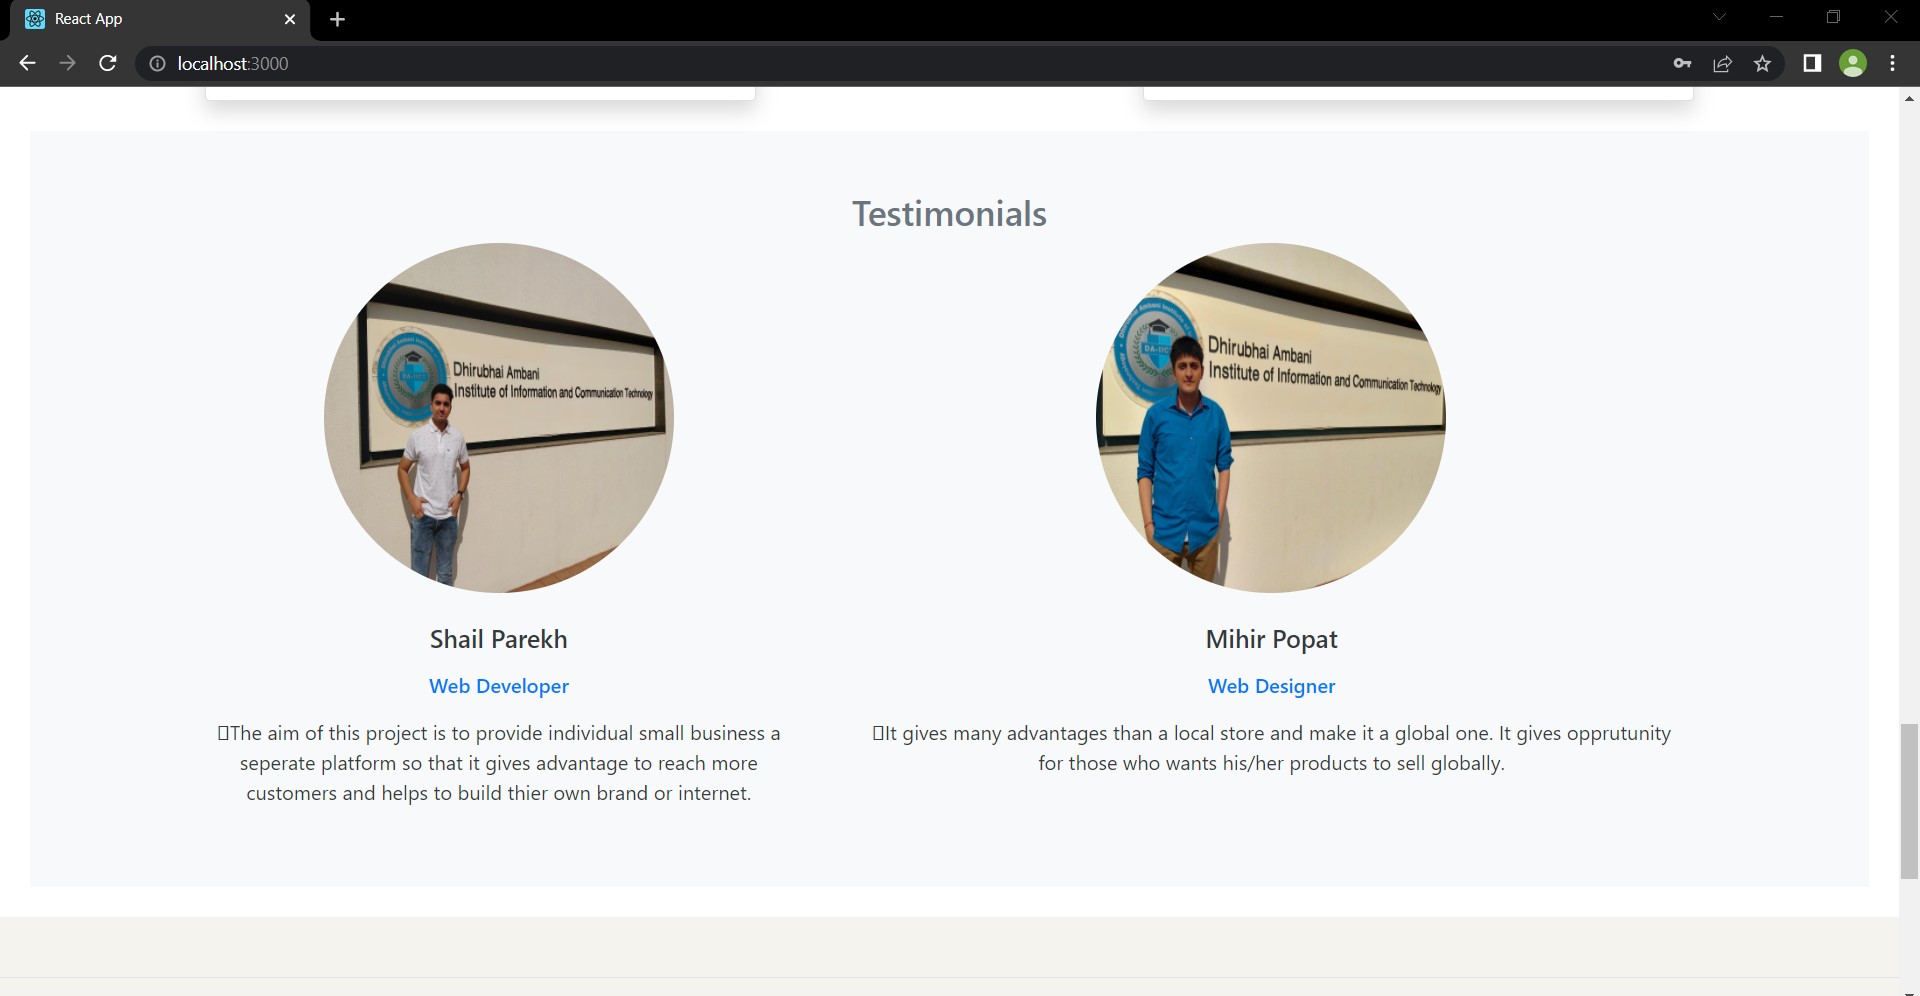 React App
localhost:3000
Testimonials
Dhirubhai Ambani
Institute of Information and Communication Technology
DA-IICT
Dhirubhai Ambani
Institute of Information and Communication Technology
DA-IICT
Shail Parekh
Web Developer
The aim of this project is to provide individual small business a
seperate platform so that it gives advantage to reach more
customers and helps to build thier own brand or internet.
Mihir Popat
Web Designer
It gives many advantages than a local store and make it a global one. It gives opprutunity
for those who wants his/her products to sell globally.